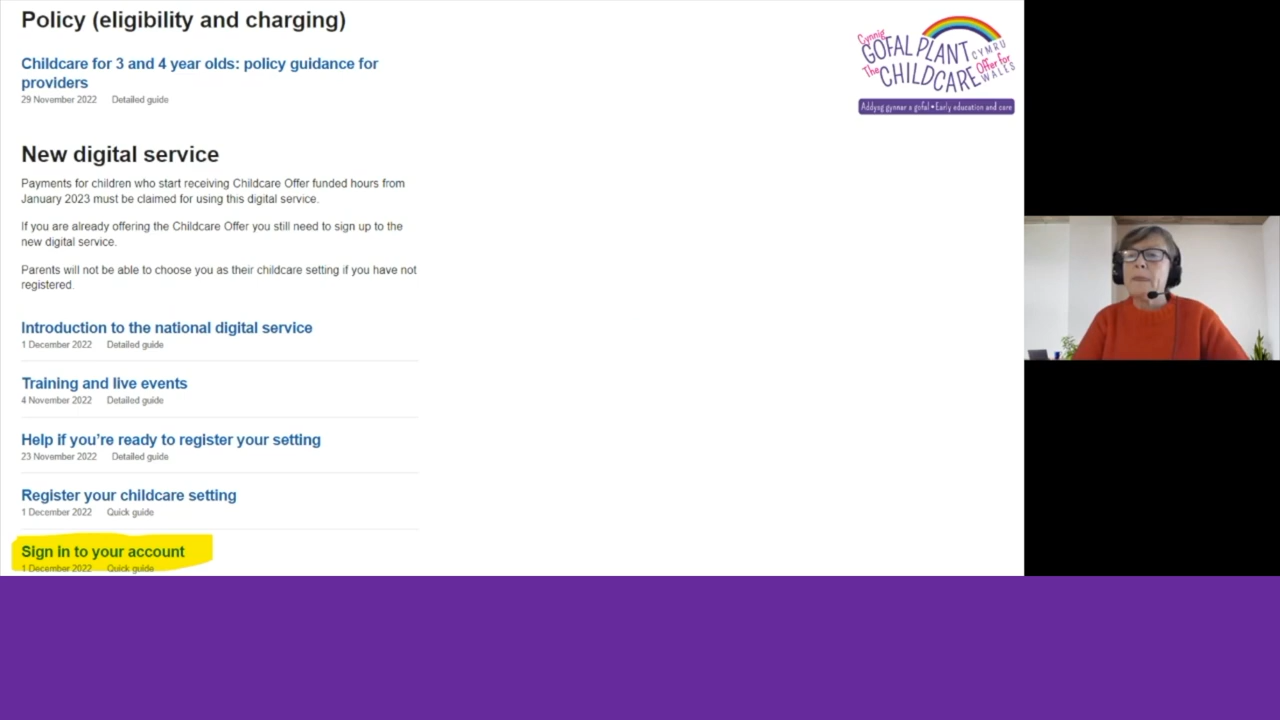 Policy (eligibility and charging)
Childcare for 3 and 4 year olds: policy guidance for
providers
29 November 2022 Detailed guide
New digital service
Payments for children who start receiving Childcare Offer funded hours from
January 2023 must be claimed for using this digital service.
If you are already offering the Childcare Offer you still need to sign up to the
new digital service.
Parents will not be able to choose you as their childcare setting if you have not
registered.
Introduction to the national digital service
1 December 2022 Detailed guide
Training and live events
4 November 2022 Detailed guide
Help if you're ready to register your setting
23 November 2022 Detailed guide
Register your childcare setting
1 December 2022 Quick guide
Sign in to your account
1 December 2022 Quick guide
Cynnig
GOFAL PLANT
CYMRU
The
CHILDCARE
Offer for
WALES
Addysg gynnar a gofal • Early education and care